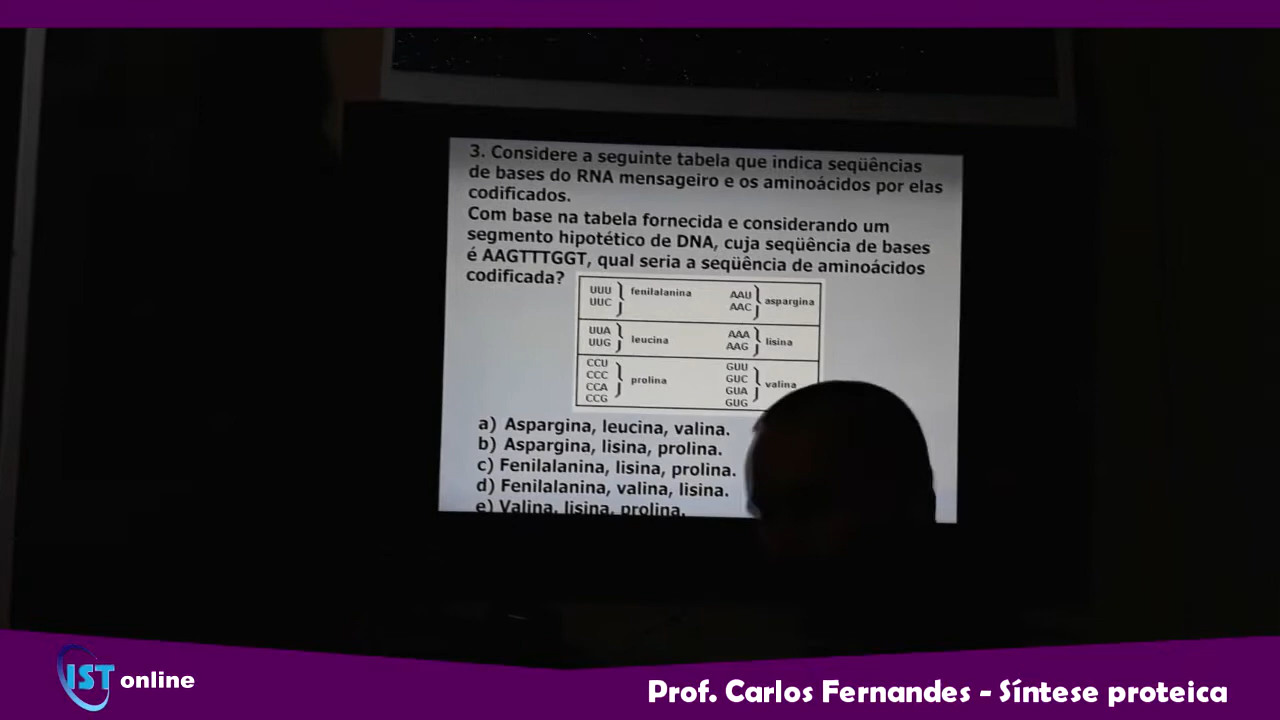 3. Considere a seguinte tabela que indica seqüências
de bases do RNA mensageiro e os aminoácidos por elas
codificados.
Com base na tabela fornecida e considerando um
segmento hipotético de DNA, cuja seqüência de bases
é AAGTTTGGT, qual seria a seqüência de aminoácidos
codificada?
UUU
UUC
fenilalanina
AAU
AAC
aspargina
UUA
UUG
leucina
AAA
AAG
lisina
CCU
CCC
CCA
CCG
prolina
GUU
GUC
GUA
GUG
valina
a) Aspargina, leucina, valina.
b) Aspargina, lisina, prolina.
c) Fenilalanina, lisina, prolina.
d) Fenilalanina, valina, lisina.
e) Valina, lisina, prolina.
IST online
Prof. Carlos Fernandes - Síntese proteica